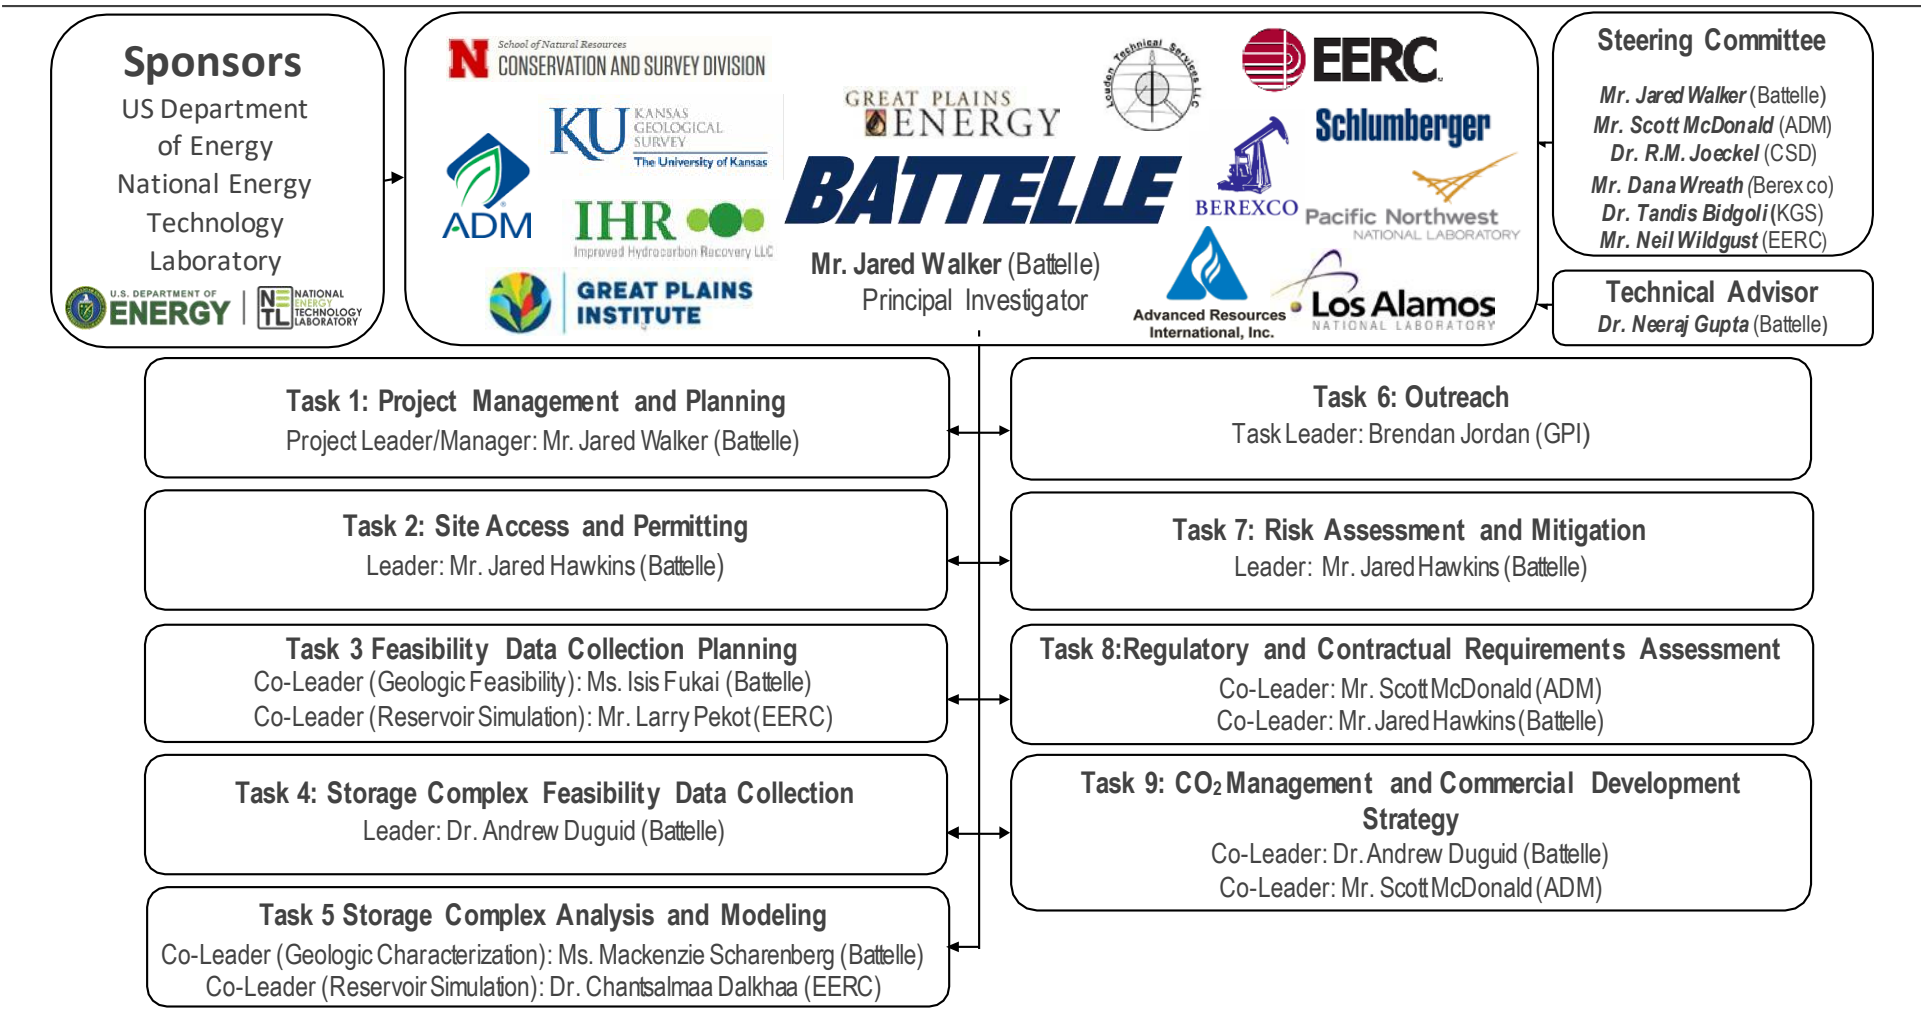 Sponsors
US Department
of Energy
National Energy
Technology
Laboratory
U.S. DEPARTMENT OF
ENERGY
NE
TL
NATIONAL
ENERGY
TECHNOLOGY
LABORATORY
N
School of Natural Resources
CONSERVATION AND SURVEY DIVISION
KU
KANSAS
GEOLOGICAL
SURVEY
The University of Kansas
ADM
IHR
Improved Hydrocarbon Recovery LLC
GREAT PLAINS
INSTITUTE
GREAT PLAINS
ENERGY
BATTELLE
Mr. Jared Walker (Battelle)
Principal Investigator
Loudon Technical Services LLC
EERC
Schlumberger
BEREXCO
Pacific Northwest
NATIONAL LABORATORY
Advanced Resources
International, Inc.
Los Alamos
NATIONAL LABORATORY
Steering Committee
Mr. Jared Walker (Battelle)
Mr. Scott McDonald (ADM)
Dr. R.M. Joeckel (CSD)
Mr. Dana Wreath (Berexco)
Dr. Tandis Bidgoli (KGS)
Mr. Neil Wildgust (EERC)
Technical Advisor
Dr. Neeraj Gupta (Battelle)
Task 1: Project Management and Planning
Project Leader/Manager: Mr. Jared Walker (Battelle)
Task 2: Site Access and Permitting
Leader: Mr. Jared Hawkins (Battelle)
Task 3 Feasibility Data Collection Planning
Co-Leader (Geologic Feasibility): Ms. Isis Fukai (Battelle)
Co-Leader (Reservoir Simulation): Mr. Larry Pekot (EERC)
Task 4: Storage Complex Feasibility Data Collection
Leader: Dr. Andrew Duguid (Battelle)
Task 5 Storage Complex Analysis and Modeling
Co-Leader (Geologic Characterization): Ms. Mackenzie Scharenberg (Battelle)
Co-Leader (Reservoir Simulation): Dr. Chantsalmaa Dalkhaa (EERC)
Task 6: Outreach
Task Leader: Brendan Jordan (GPI)
Task 7: Risk Assessment and Mitigation
Leader: Mr. Jared Hawkins (Battelle)
Task 8:Regulatory and Contractual Requirements Assessment
Co-Leader: Mr. Scott McDonald (ADM)
Co-Leader: Mr. Jared Hawkins (Battelle)
Task 9: CO₂ Management and Commercial Development
Strategy
Co-Leader: Dr. Andrew Duguid (Battelle)
Co-Leader: Mr. Scott McDonald (ADM)